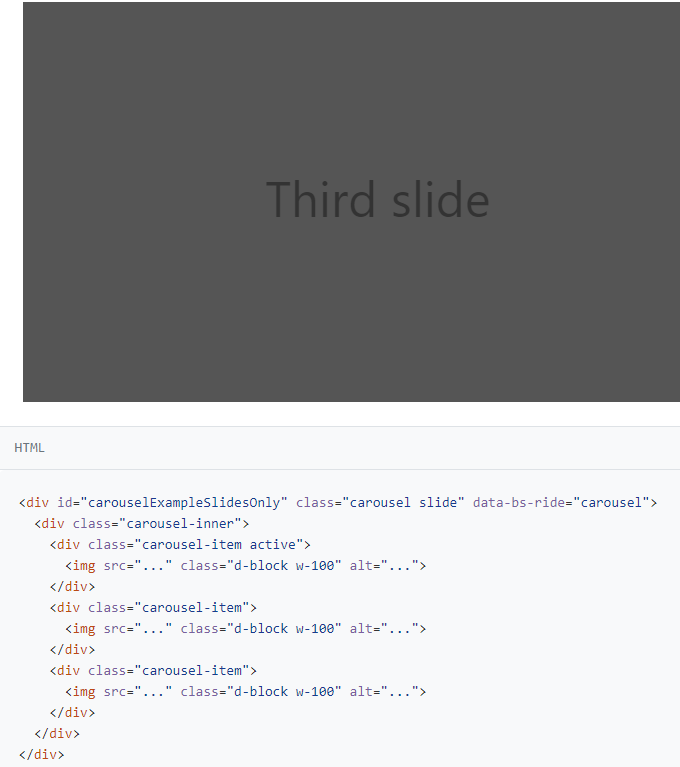 Third slide
HTML
<div id="carouselExampleSlidesOnly" class="carousel slide" data-bs-ride="carousel">
  <div class="carousel-inner">
    <div class="carousel-item active">
      <img src="..." class="d-block w-100" alt="...">
    </div>
    <div class="carousel-item">
      <img src="..." class="d-block w-100" alt="...">
    </div>
    <div class="carousel-item">
      <img src="..." class="d-block w-100" alt="...">
    </div>
  </div>
</div>